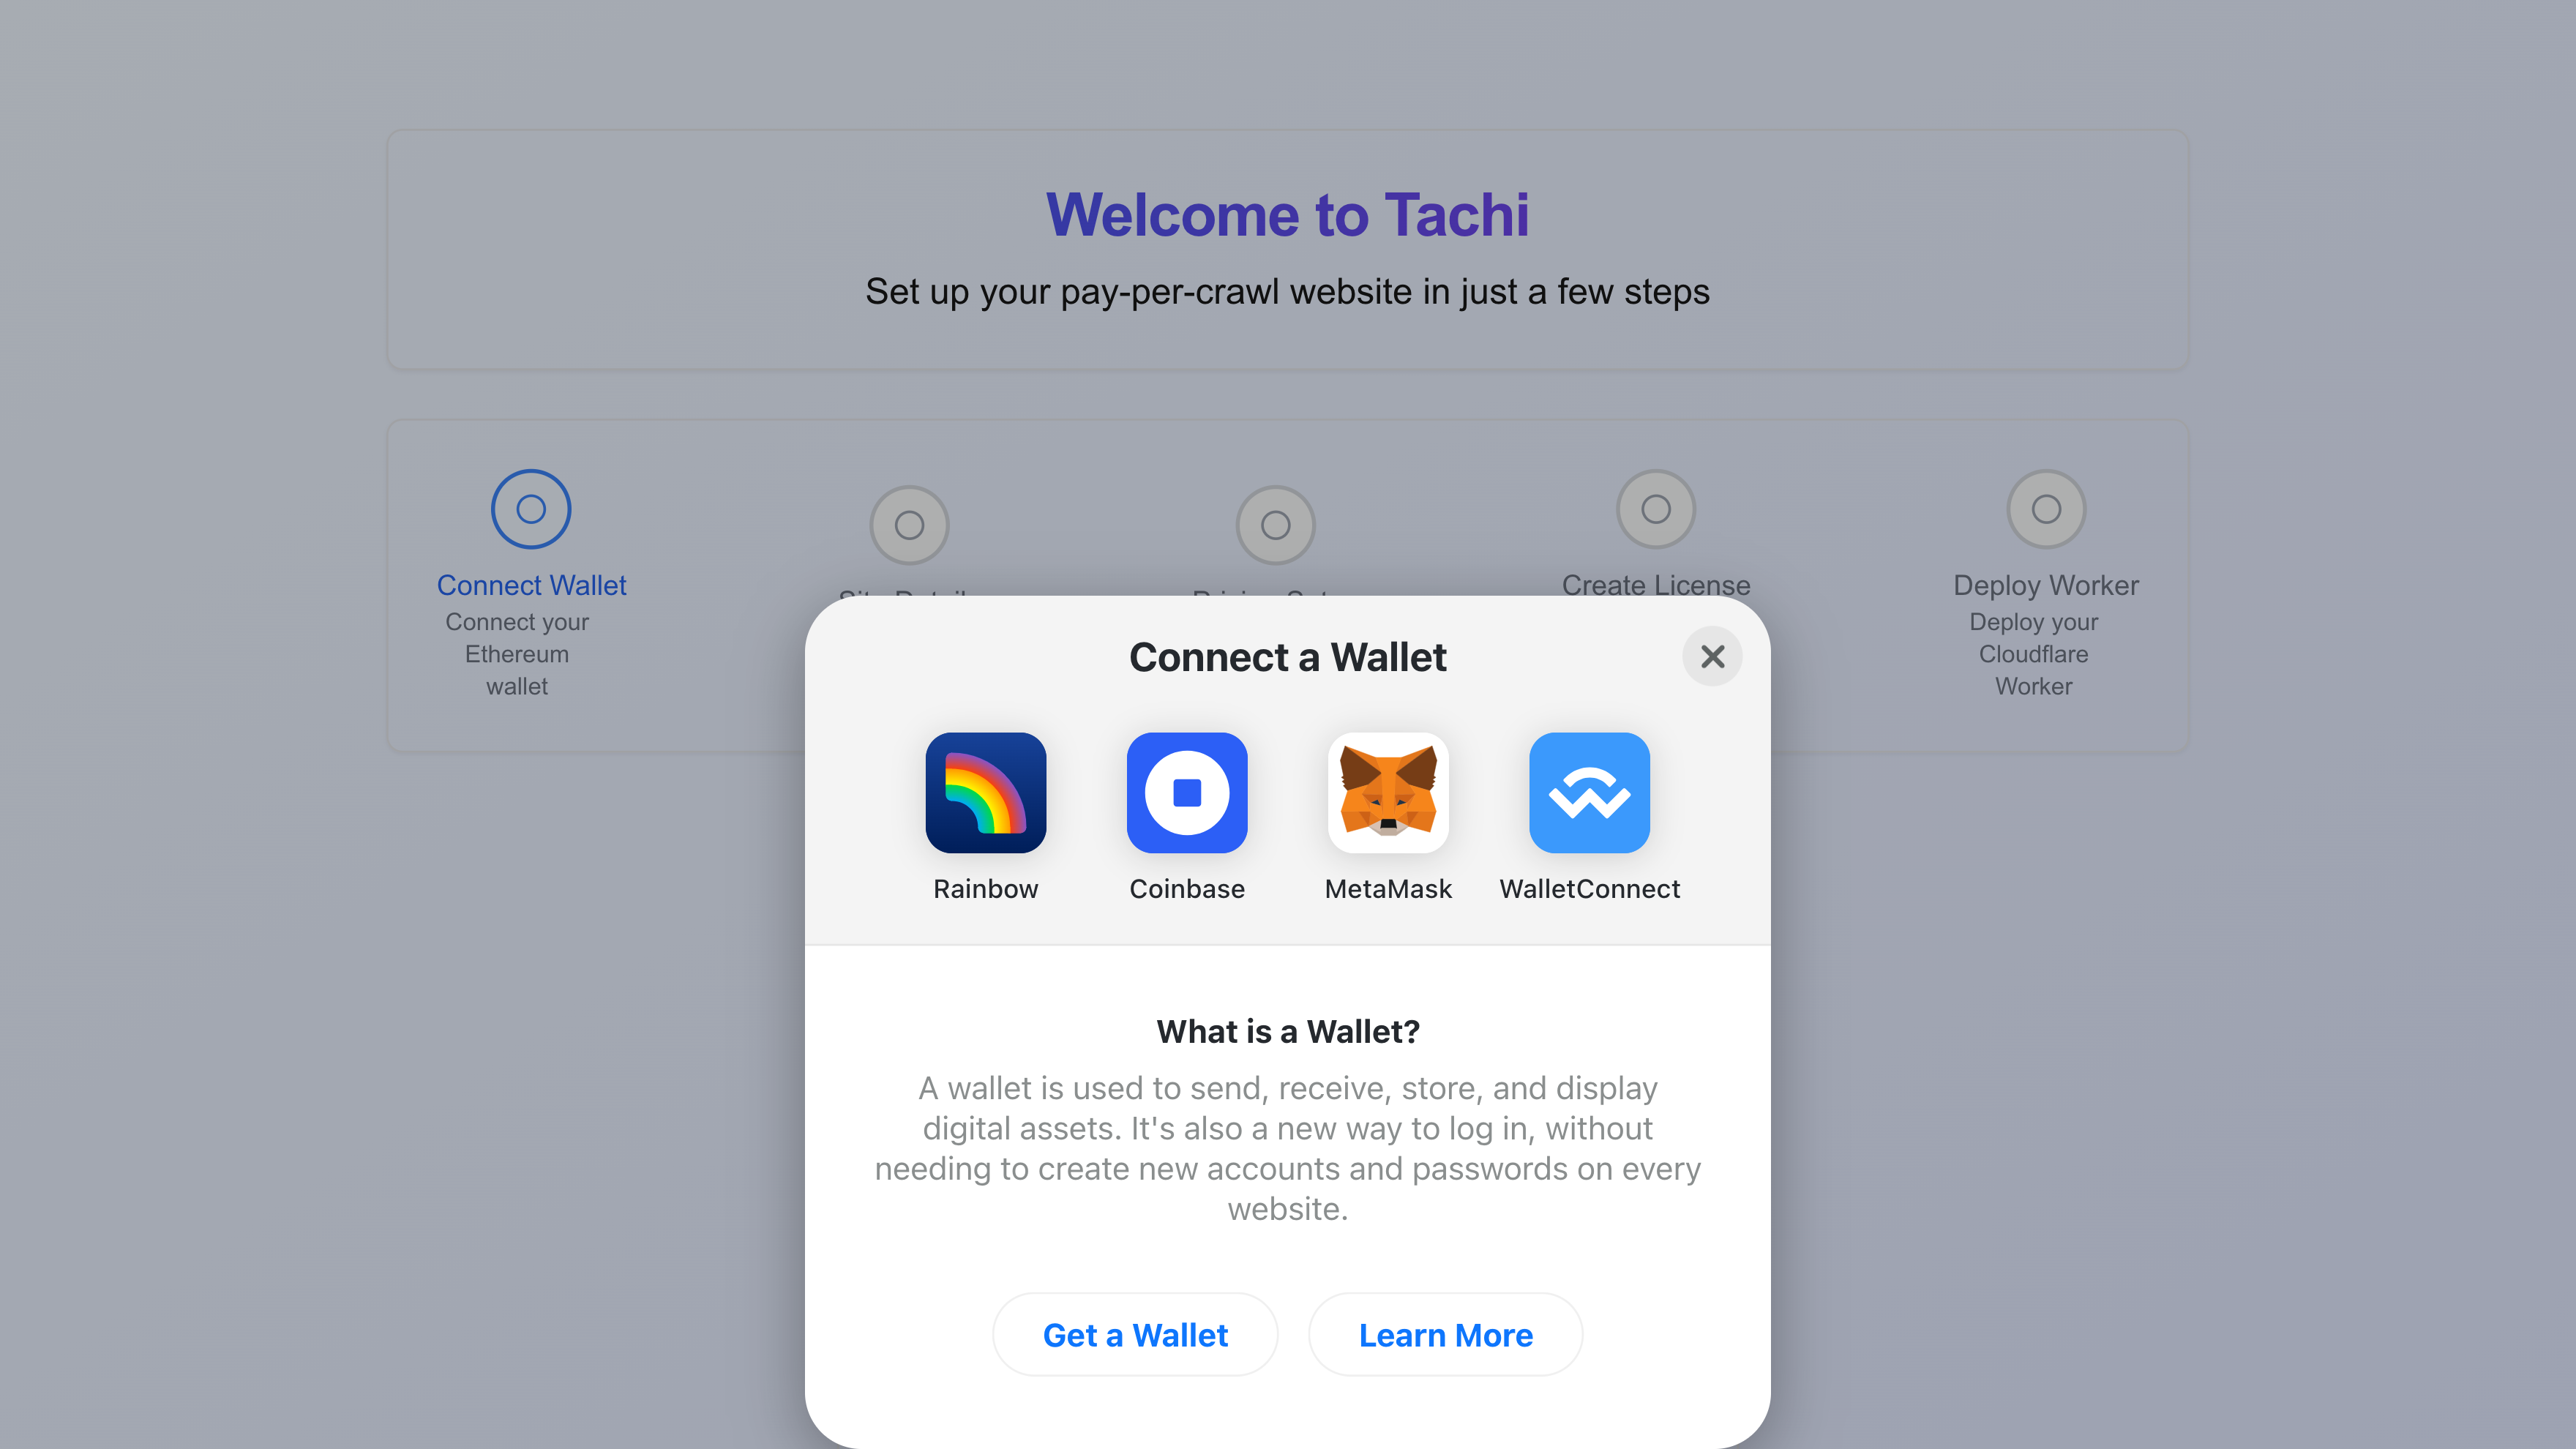 Welcome to Tachi
Set up your pay-per-crawl website in just a few steps
Connect Wallet
Connect your
Ethereum
wallet
Create License
Deploy Worker
Deploy your
Cloudflare
Worker
Connect a Wallet
Rainbow
Coinbase
MetaMask
WalletConnect
What is a Wallet?
A wallet is used to send, receive, store, and display
digital assets. It's also a new way to log in, without
needing to create new accounts and passwords on every
website.
Get a Wallet
Learn More